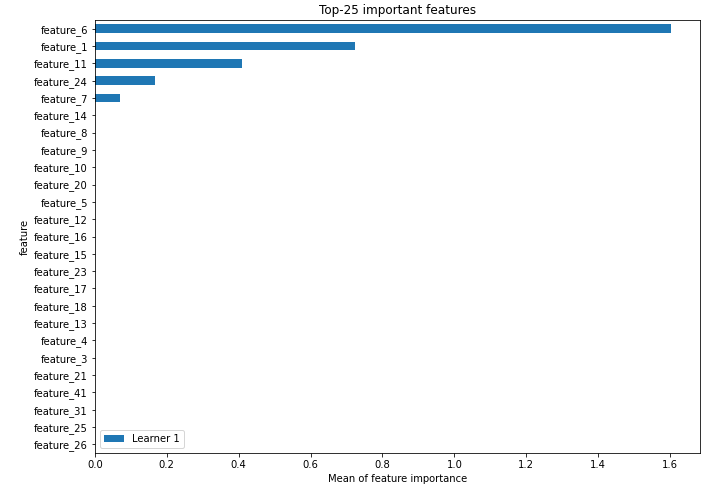 Top-25 important features
feature_6
feature_1
feature_11
feature_24
feature_7
feature_14
feature_8
feature_9
feature_10
feature_20
feature_5
feature_12
feature_16
feature_15
feature_23
feature_17
feature_18
feature_13
feature_4
feature_3
feature_21
feature_41
feature_31
feature_25
feature_26
feature
Learner 1
0.0 0.2 0.4 0.6 0.8 1.0 1.2 1.4 1.6
Mean of feature importance